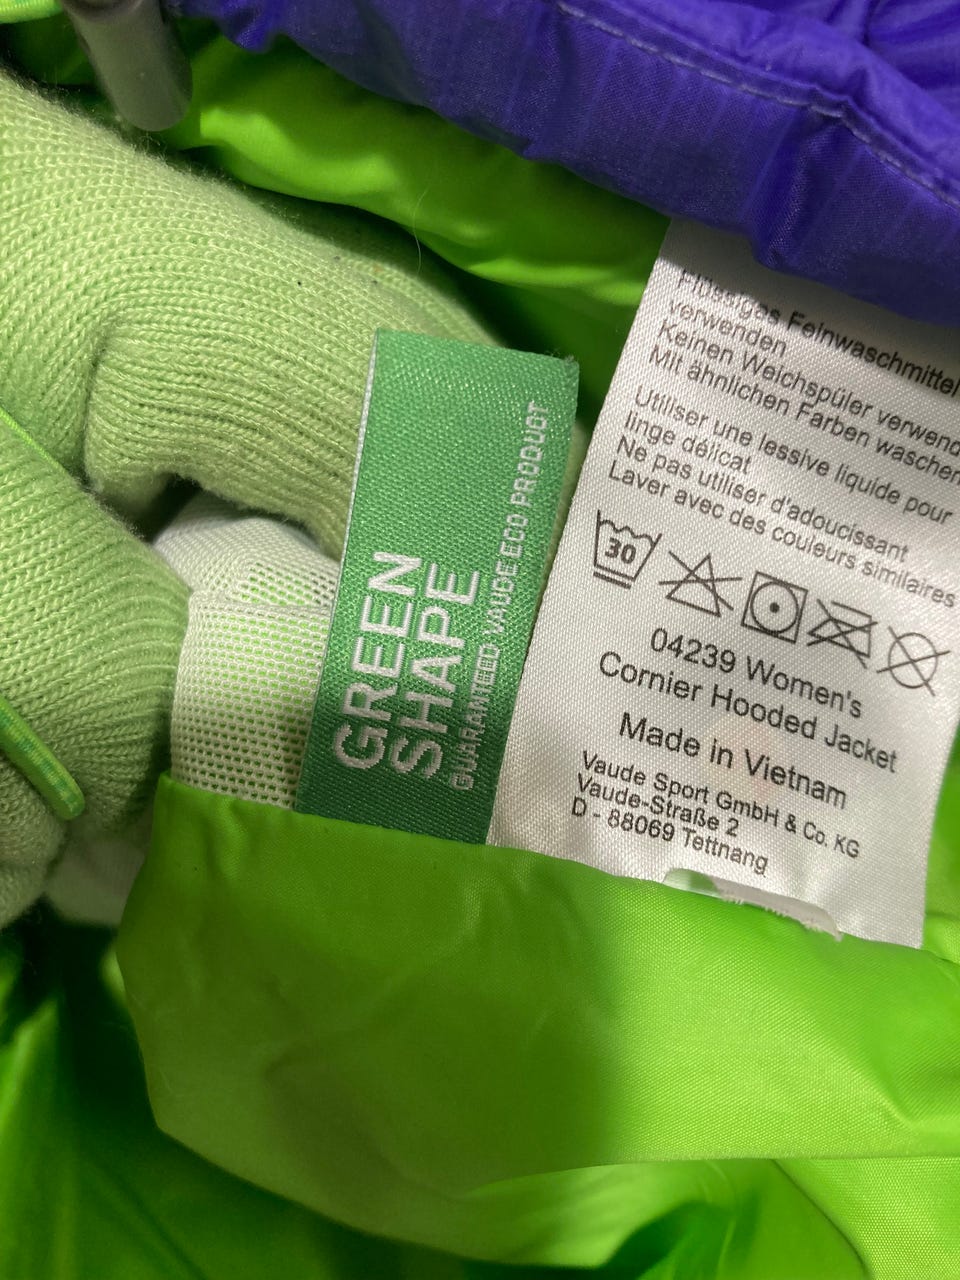 GREEN
SHAPE
GUARANTEED VAUDE ECO PRODUCT
Flüssiges Feinwaschmittel
verwenden
Keinen Weichspüler verwend
Mit ähnlichen Farben waschen
Utiliser une lessive liquide pour
linge délicat
Ne pas utiliser d'adoucissant
Laver avec des couleurs similaires
30
04239 Women's
Cornier Hooded Jacket
Made in Vietnam
Vaude Sport GmbH & Co. KG
Vaude-Straße 2
D - 88069 Tettnang